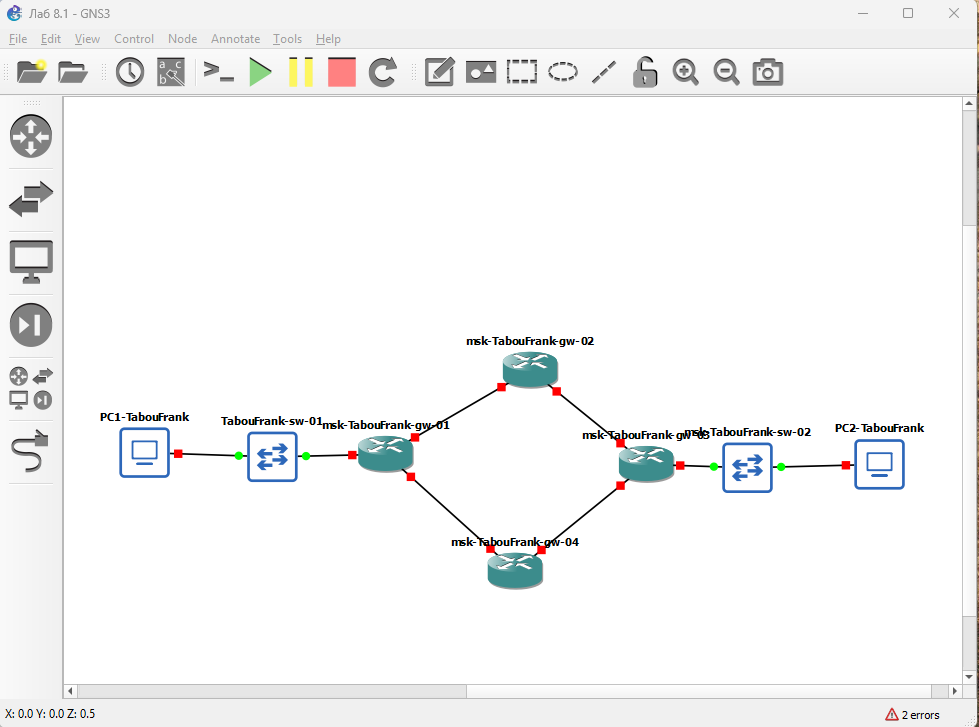 Лаб 8.1 - GNS3
File Edit View Control Node Annotate Tools Help
msk-TabouFrank-gw-02
PC1-TabouFrank
TabouFrank-sw-01
msk-TabouFrank-gw-01
msk-TabouFrank-gw-03
msk-TabouFrank-sw-02
PC2-TabouFrank
msk-TabouFrank-gw-04
X: 0.0 Y: 0.0 Z: 0.5
2 errors